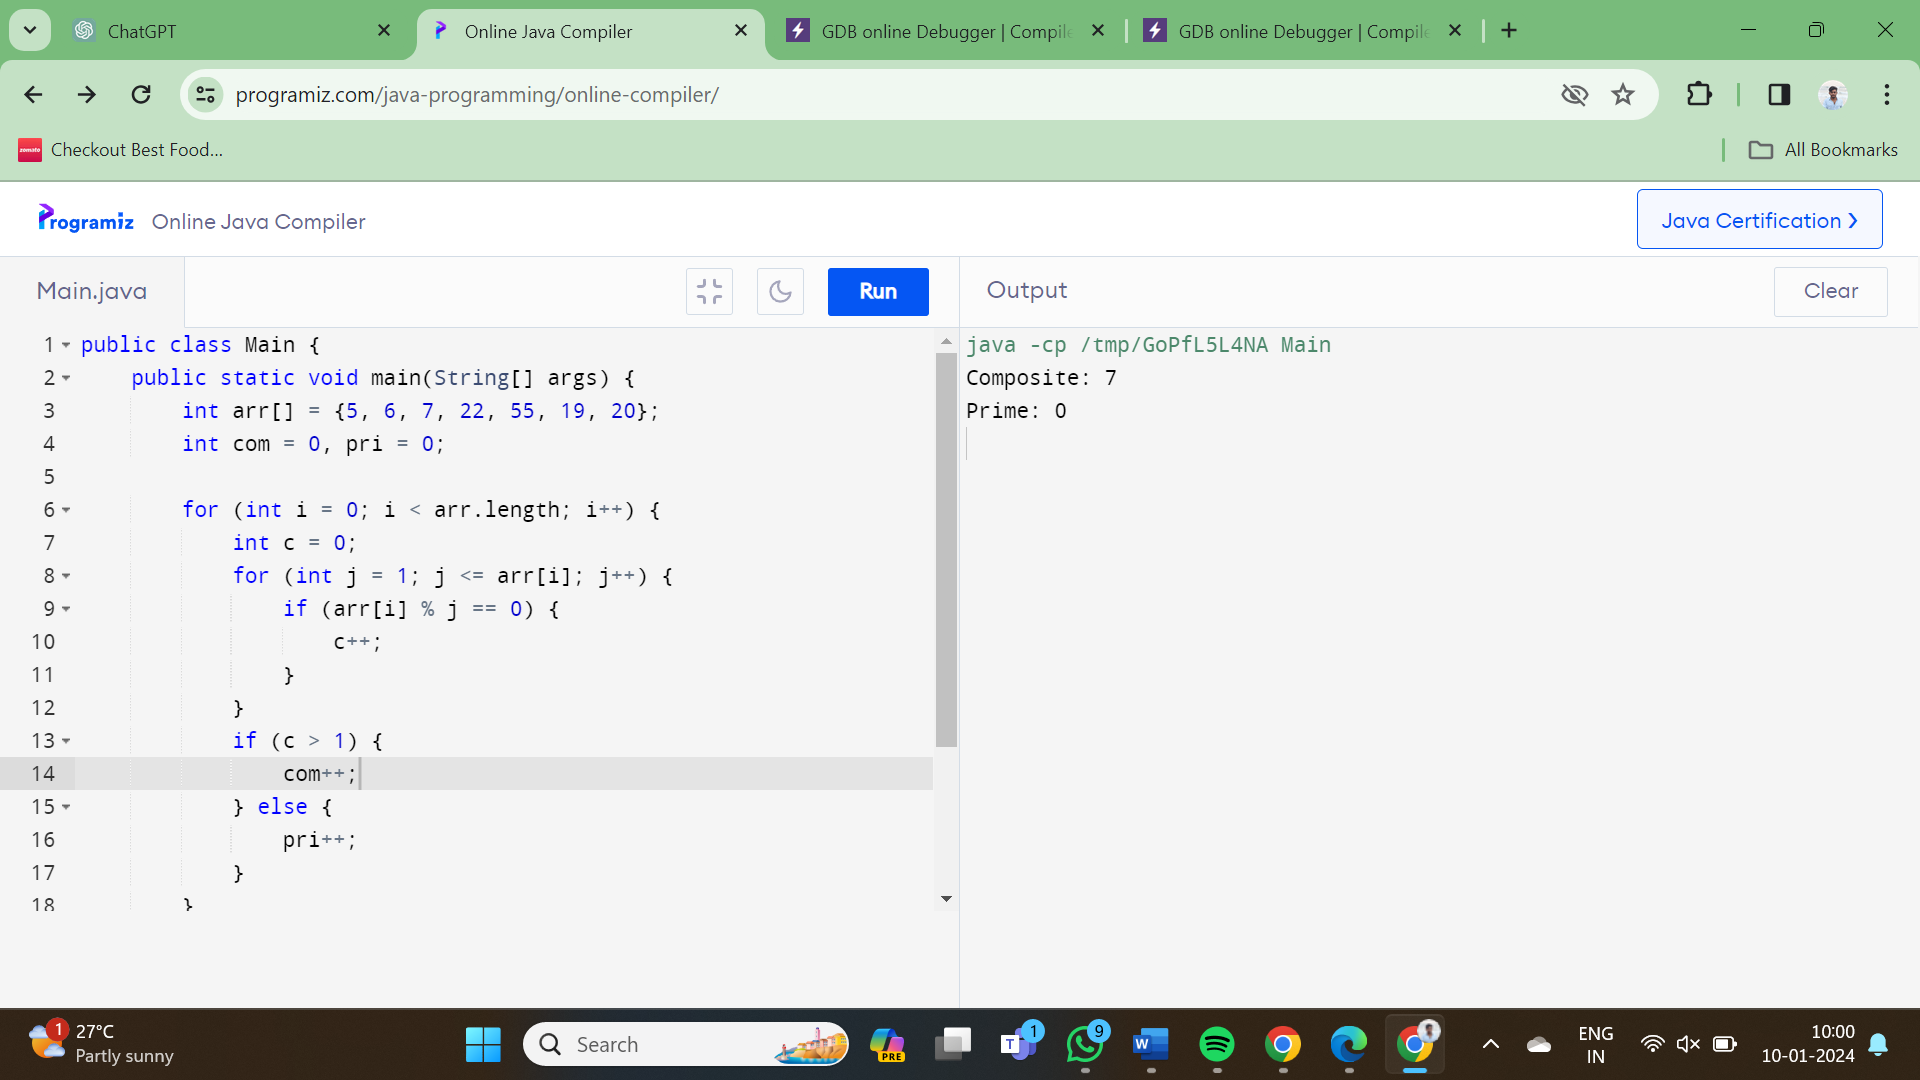 ChatGPT
Online Java Compiler
GDB online Debugger | Compile
GDB online Debugger | Compile
programiz.com/java-programming/online-compiler/
zomato Checkout Best Food...
All Bookmarks
Programiz Online Java Compiler
Java Certification
Main.java
Run
Output
Clear
1 public class Main {
2 public static void main(String[] args) {
3 int arr[] = {5, 6, 7, 22, 55, 19, 20};
4 int com = 0, pri = 0;
5
6 for (int i = 0; i < arr.length; i++) {
7 int c = 0;
8 for (int j = 1; j <= arr[i]; j++) {
9 if (arr[i] % j == 0) {
10 c++;
11 }
12 }
13 if (c > 1) {
14 com++;
15 } else {
16 pri++;
17 }
18 }
java -cp /tmp/GoPfL5L4NA Main
Composite: 7
Prime: 0
1
27°C
Partly sunny
Search
PRE
T 1
9
W
ENG
IN
10:00
10-01-2024